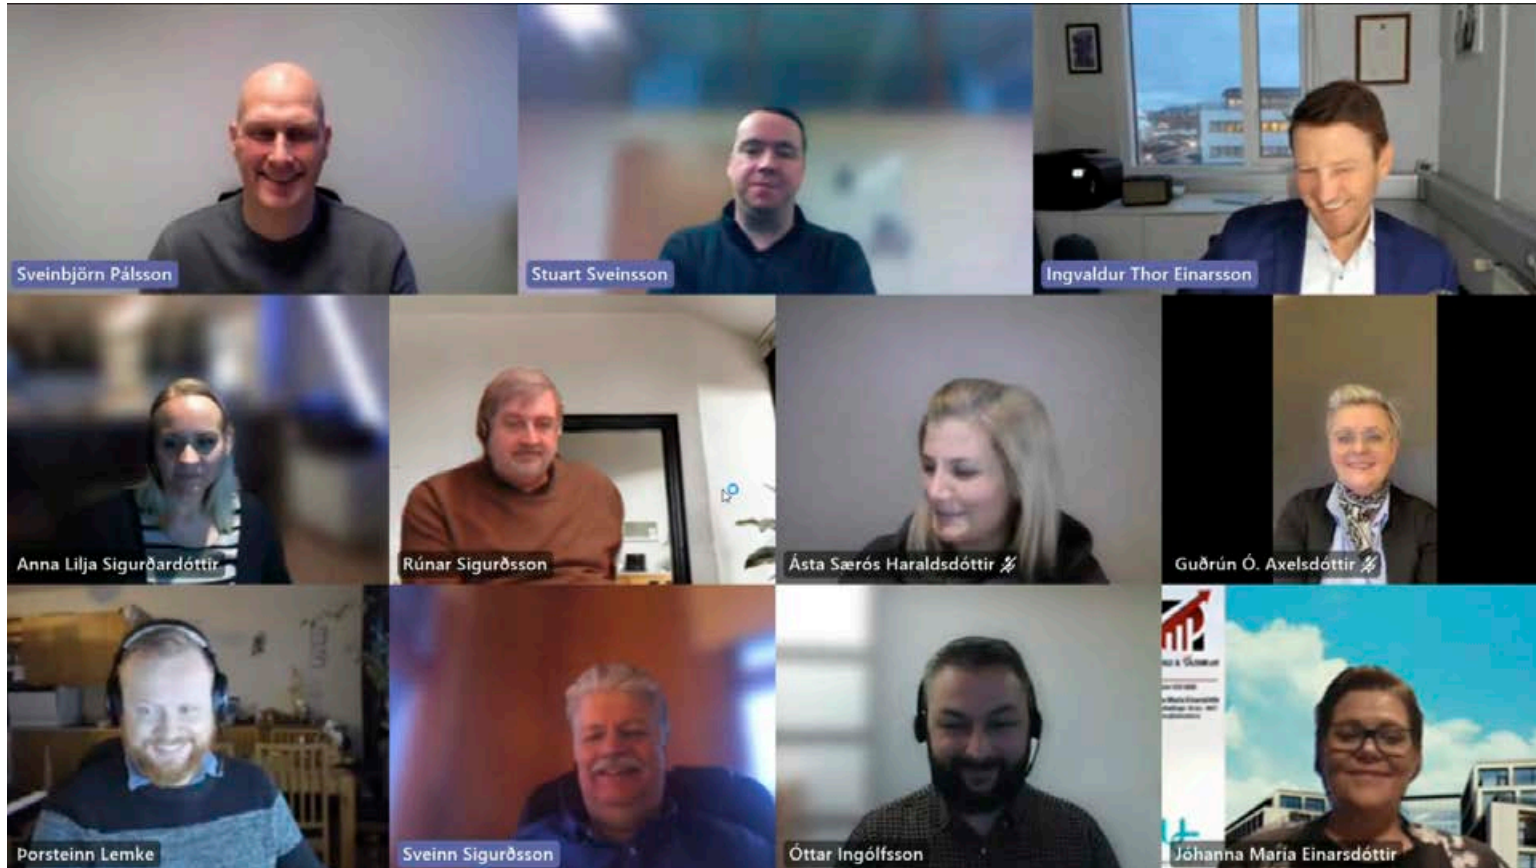 Sveinbjörn Pálsson
Stuart Sveinsson
Ingvaldur Thor Einarsson
Anna Lilja Sigurðardóttir
Rúnar Sigurðsson
Ásta Særós Haraldsdóttir
Guðrún Ó. Axelsdóttir
Þorsteinn Lemke
Sveinn Sigurðsson
Óttar Ingólfsson
Jóhanna María Einarsdóttir